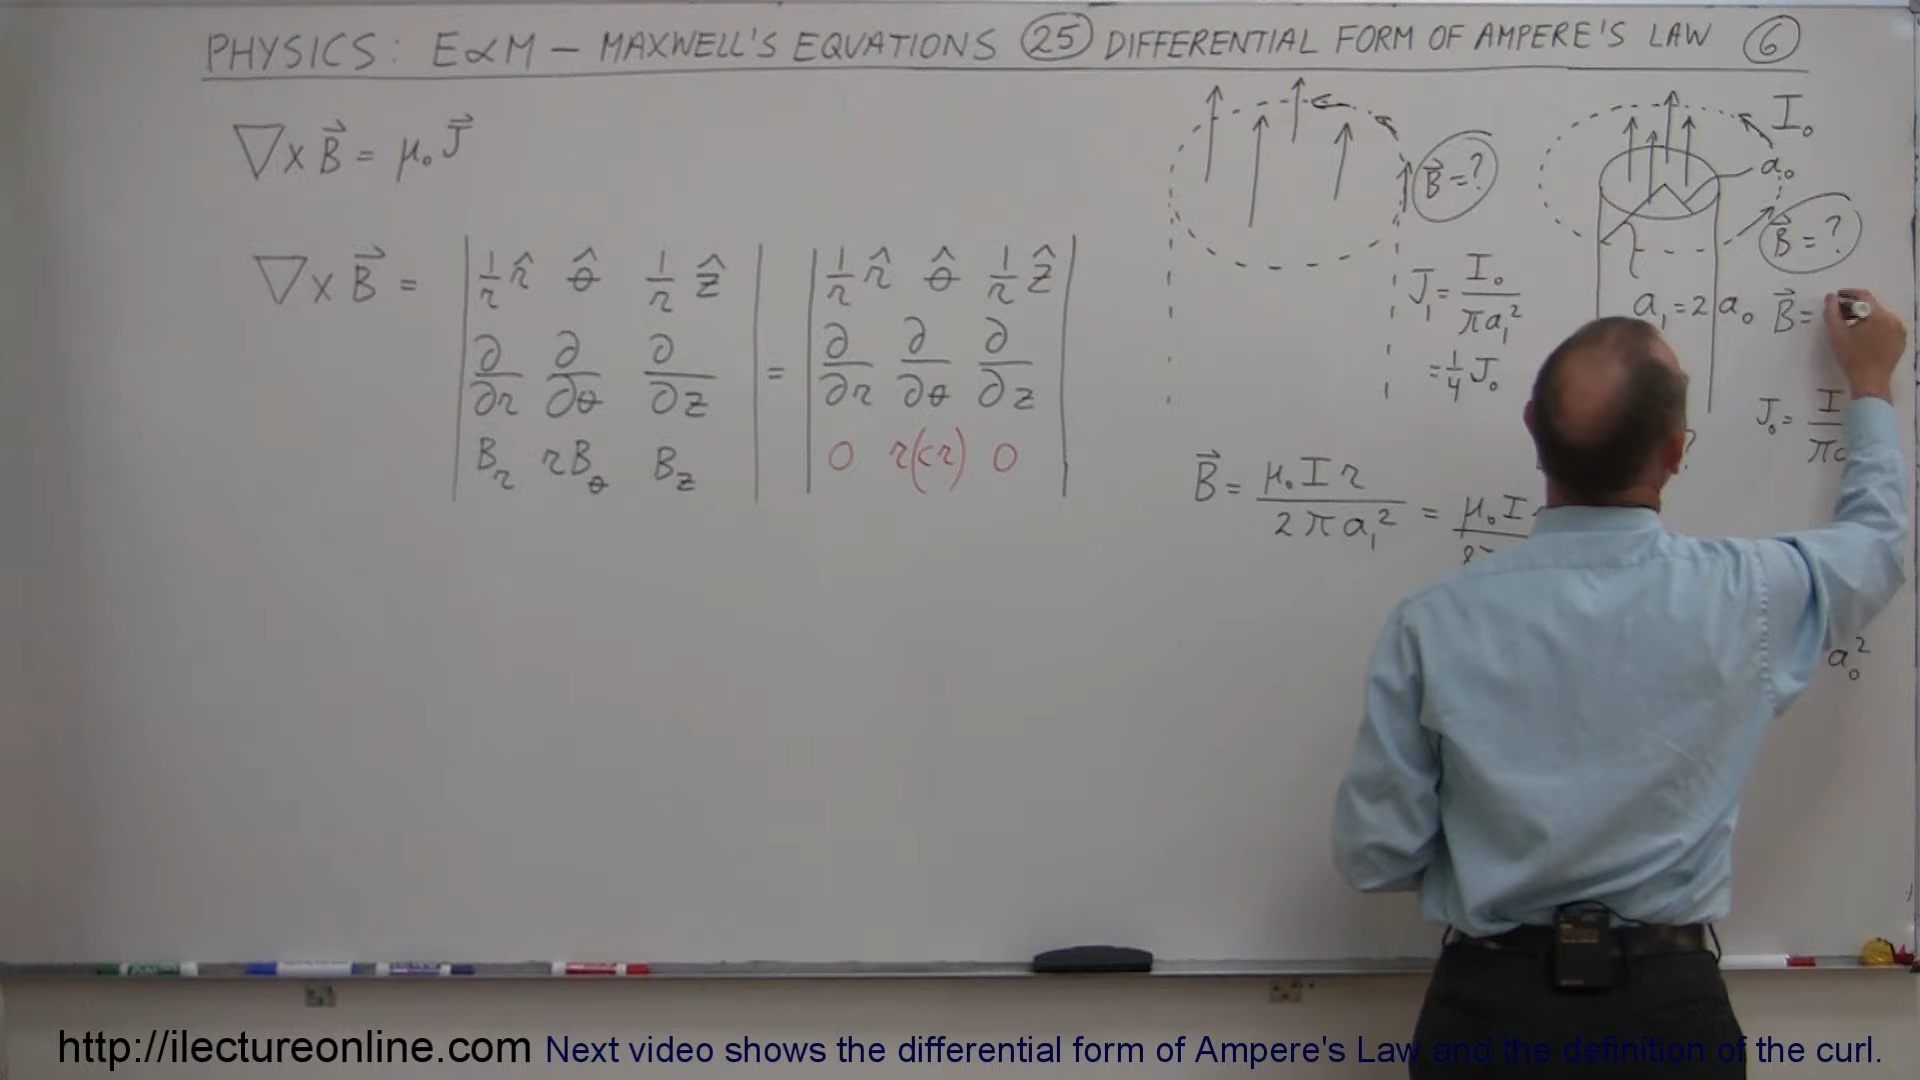 PHYSICS: E&M — MAXWELL'S EQUATIONS 25 DIFFERENTIAL FORM OF AMPERE'S LAW 6
∇ x B⃗ = μ₀ J⃗
∇ x B⃗ = | 1/r r̂ θ̂ 1/r ẑ | = | 1/r r̂ θ̂ 1/r ẑ |
∂/∂r ∂/∂θ ∂/∂z ∂/∂r ∂/∂θ ∂/∂z
B_r rB_θ B_z 0 r(cr) 0
B⃗ = ?
J₁ = I₀/πa₁²
= 1/4 J₀
B⃗ = μ₀ I r / 2πa₁² = μ₀ I
I₀
a₀
B⃗ = ?
a₁ = 2 a₀
B⃗ =
J₀ = I
π
?
a₀²
http://ilectureonline.com Next video shows the differential form of Ampere's Law and the definition of the curl.